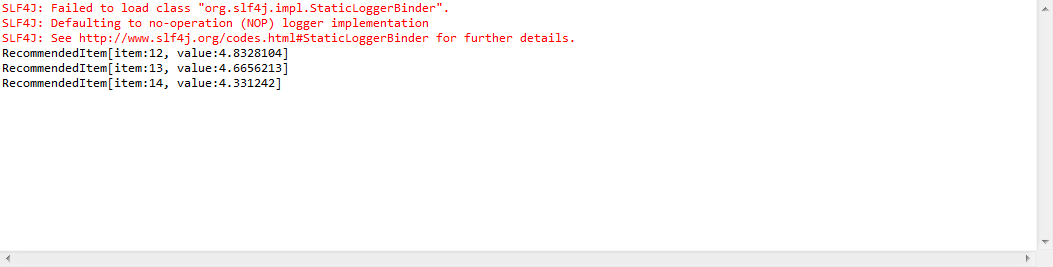 SLF4J: Failed to load class "org.slf4j.impl.StaticLoggerBinder".
SLF4J: Defaulting to no-operation (NOP) logger implementation
SLF4J: See http://www.slf4j.org/codes.html#StaticLoggerBinder for further details.
RecommendedItem[item:12, value:4.8328104]
RecommendedItem[item:13, value:4.6656213]
RecommendedItem[item:14, value:4.331242]